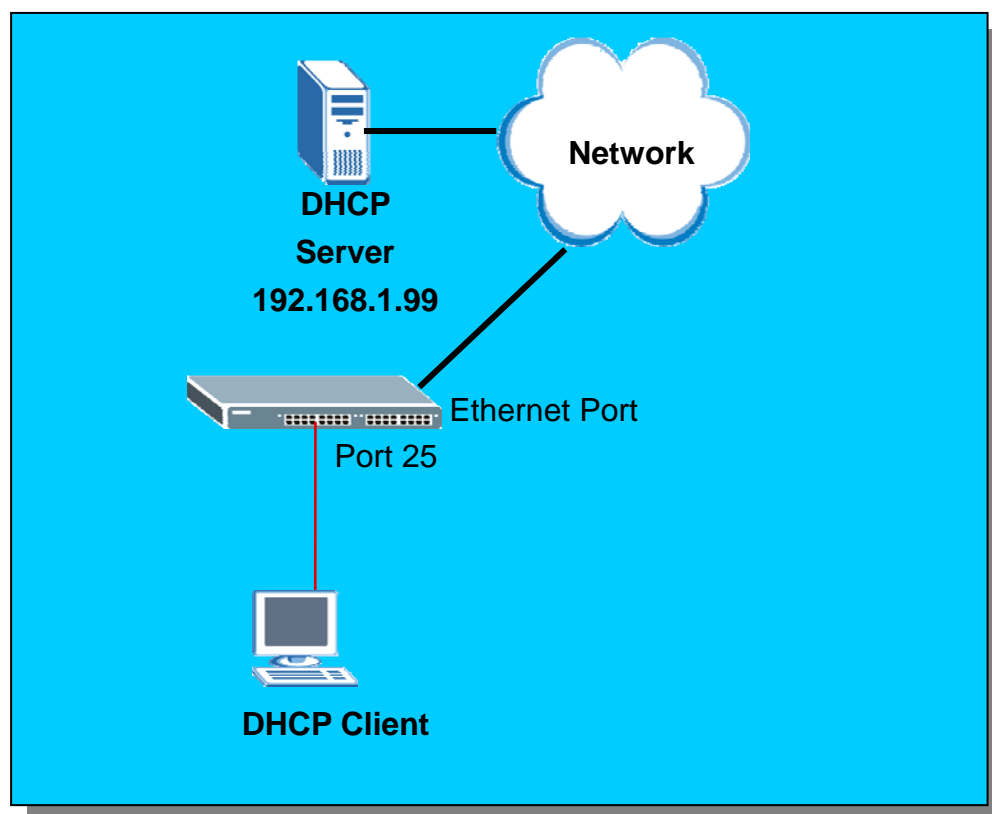 Network
DHCP
Server
192.168.1.99
Ethernet Port
Port 25
DHCP Client